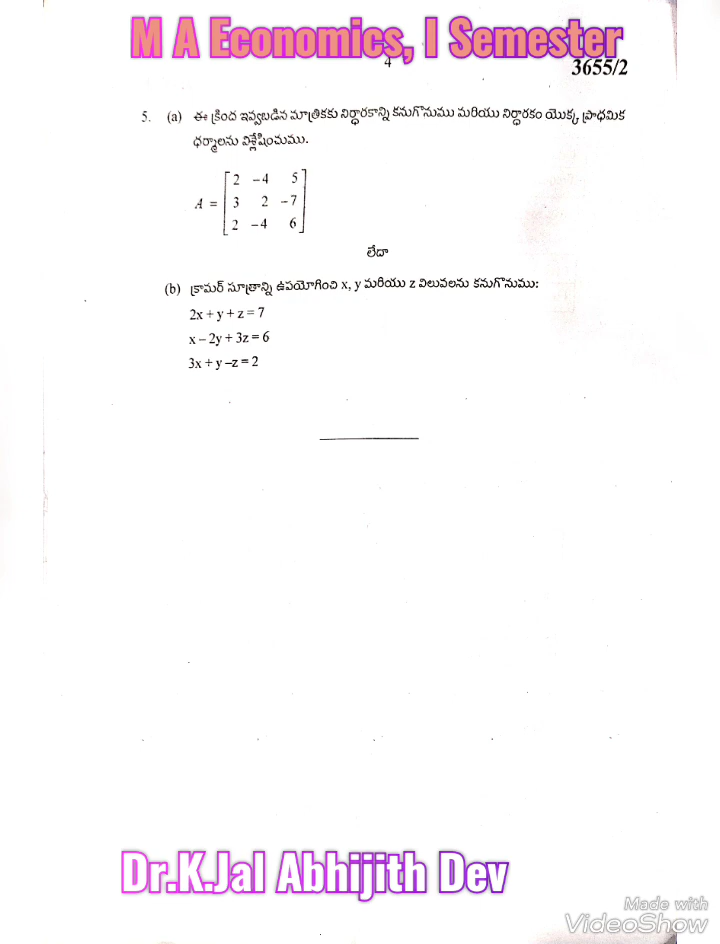 M A Economics, I Semester
4
3655/2
5. (a) ఈ క్రింద ఇవ్వబడిన మాత్రికకు నిర్ధారకాన్ని కనుగొనుము మరియు నిర్ధారకం యొక్క ప్రాధమిక
ధర్మాలను విశ్లేషించుము.
A = [2 -4 5
3 2 -7
2 -4 6]
లేదా
(b) క్రామర్ సూత్రాన్ని ఉపయోగించి x, y మరియు z విలువలను కనుగొనుము:
2x + y + z = 7
x – 2y + 3z = 6
3x + y –z = 2
Dr.K.Jal Abhijith Dev
Made with
VideoShow